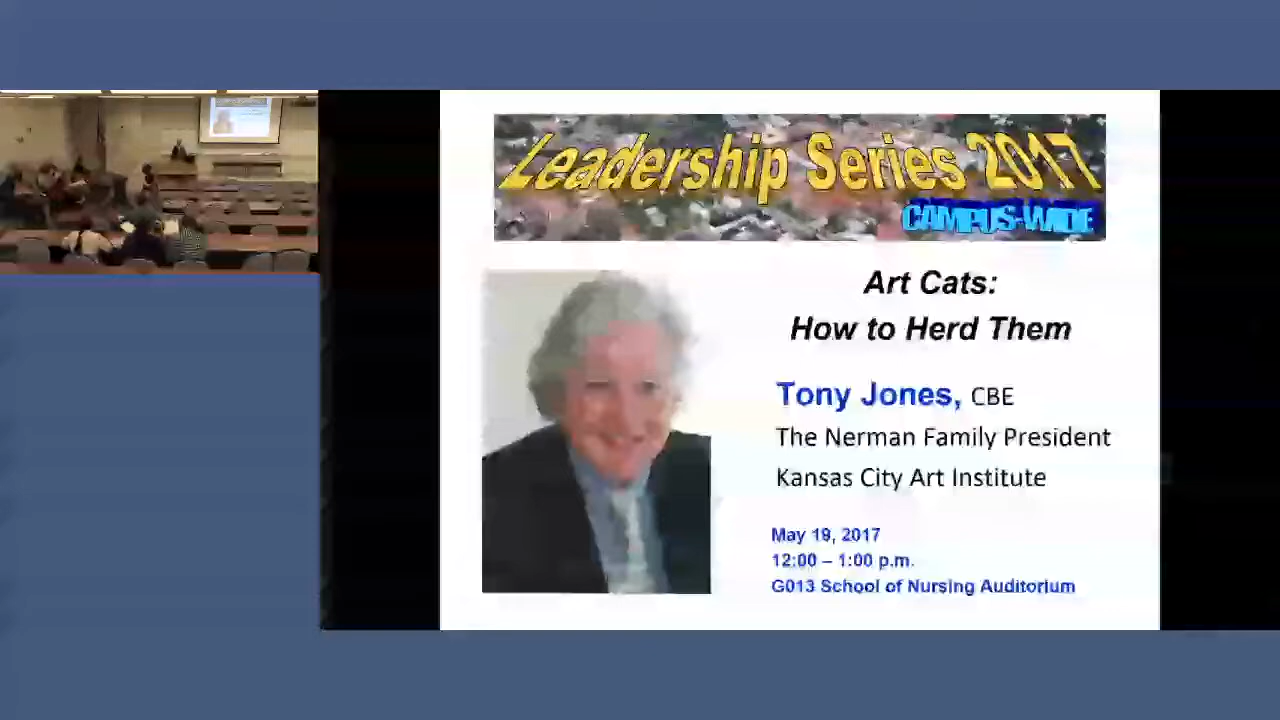 Leadership Series 2017
CAMPUS-WIDE
Art Cats:
How to Herd Them
Tony Jones, CBE
The Nerman Family President
Kansas City Art Institute
May 19, 2017
12:00 – 1:00 p.m.
G013 School of Nursing Auditorium